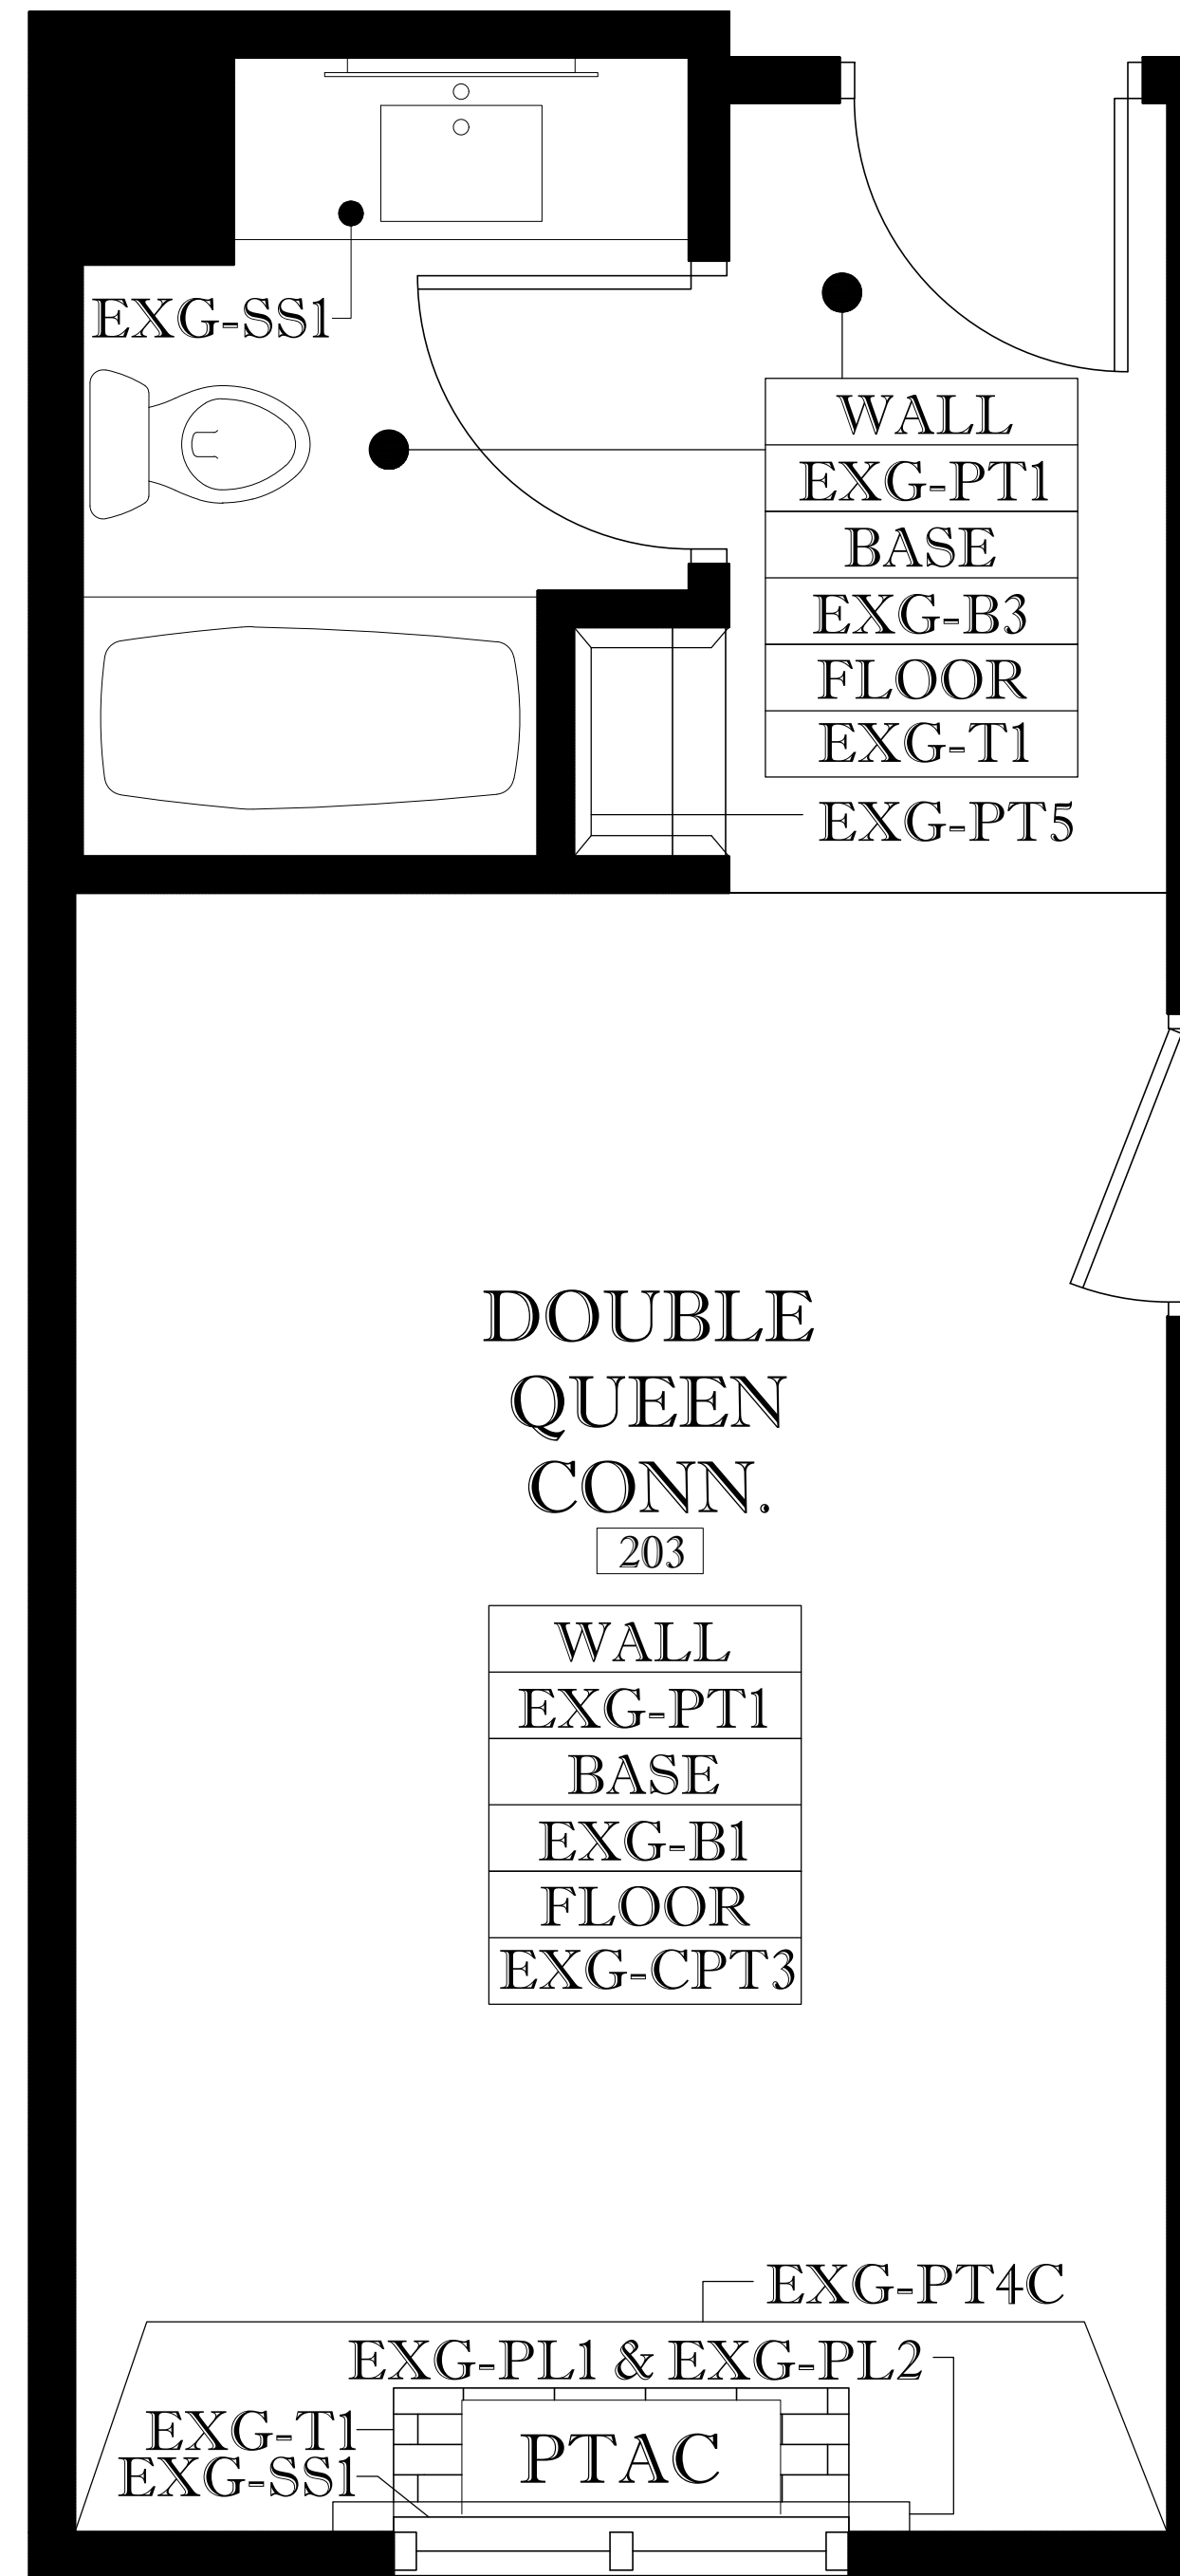 EXG-SS1
WALL
EXG-PT1
BASE
EXG-B3
FLOOR
EXG-T1
EXG-PT5
DOUBLE
QUEEN
CONN.
203
WALL
EXG-PT1
BASE
EXG-B1
FLOOR
EXG-CPT3
EXG-PT4C
EXG-PL1 & EXG-PL2
EXG-T1
PTAC
EXG-SS1